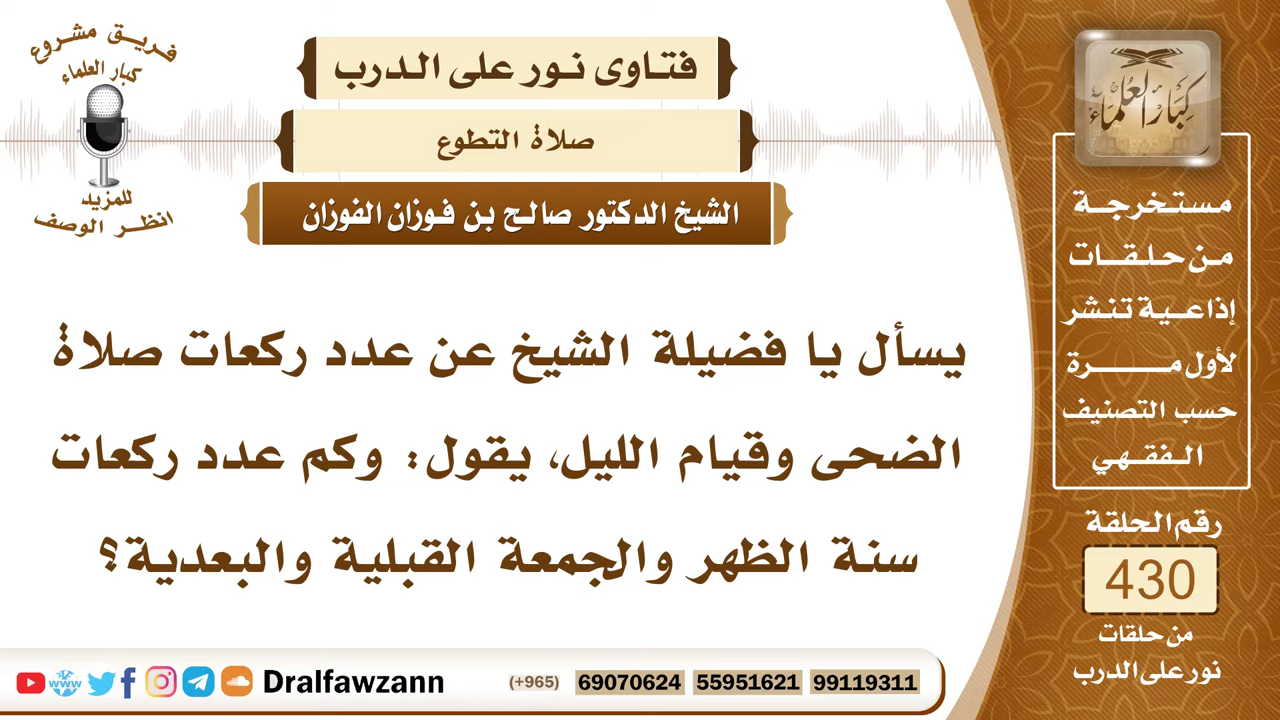 فريق مشروع
كبار العلماء
للمزيد
انظر الوصف
فتاوى نور على الدرب
صلاة التطوع
الشيخ الدكتور صالح بن فوزان الفوزان
يسأل يا فضيلة الشيخ عن عدد ركعات صلاة
الضحى وقيام الليل، يقول: وكم عدد ركعات
سنة الظهر والجمعة القبلية والبعدية؟
كبار العلماء
مستخرجة
من حلقات
إذاعية تنشر
لأول مرة
حسب التصنيف
الفقهي
رقم الحلقة
430
من حلقات
نور على الدرب
www Dralfawzann (+965) 69070624 55951621 99119311